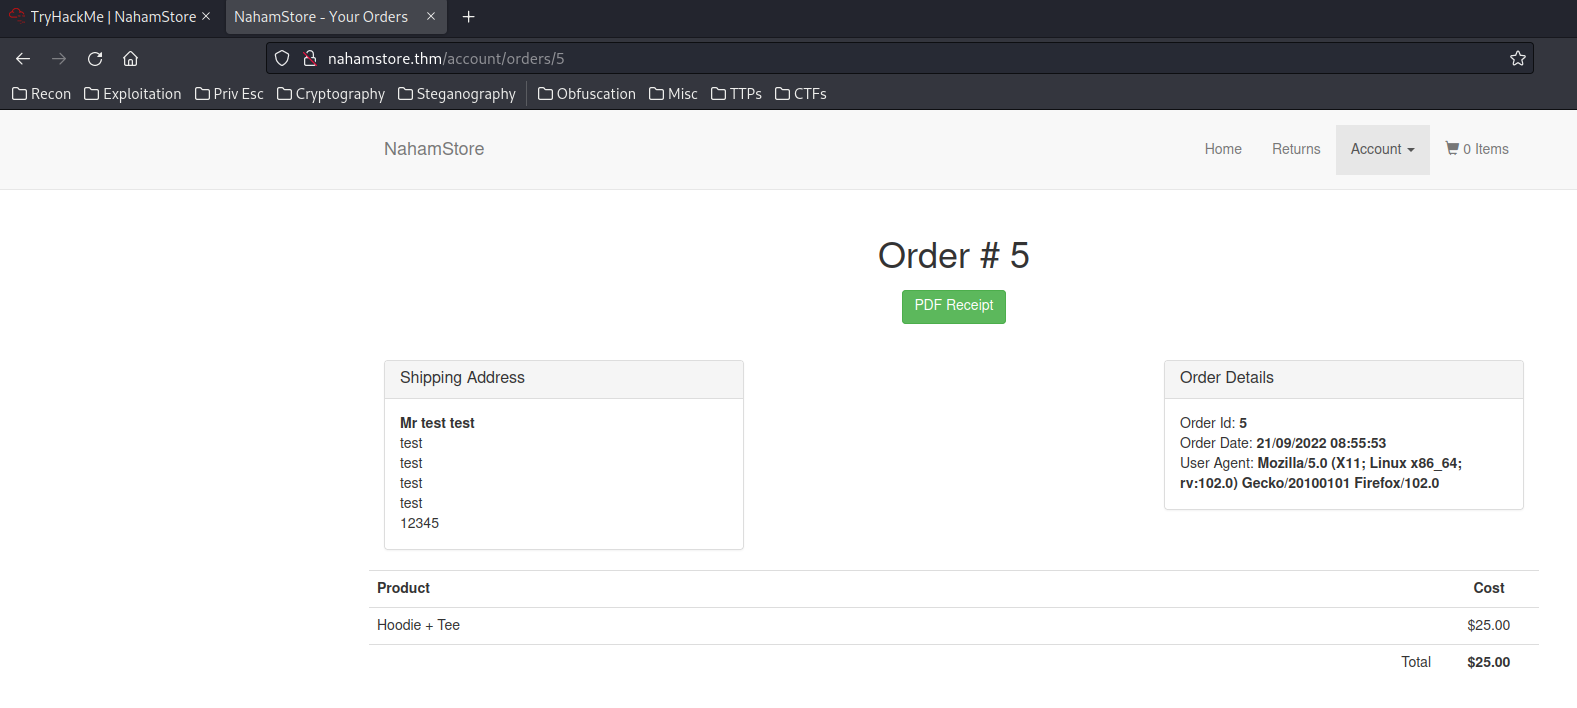 TryHackMe | NahamStore
NahamStore - Your Orders
nahamstore.thm/account/orders/5
Recon Exploitation Priv Esc Cryptography Steganography Obfuscation Misc TTPs CTFs
NahamStore Home Returns Account 0 Items
Order # 5
PDF Receipt
Shipping Address
Mr test test
test
test
test
test
12345
Order Details
Order Id: 5
Order Date: 21/09/2022 08:55:53
User Agent: Mozilla/5.0 (X11; Linux x86_64;
rv:102.0) Gecko/20100101 Firefox/102.0
Product Cost
Hoodie + Tee $25.00
Total $25.00